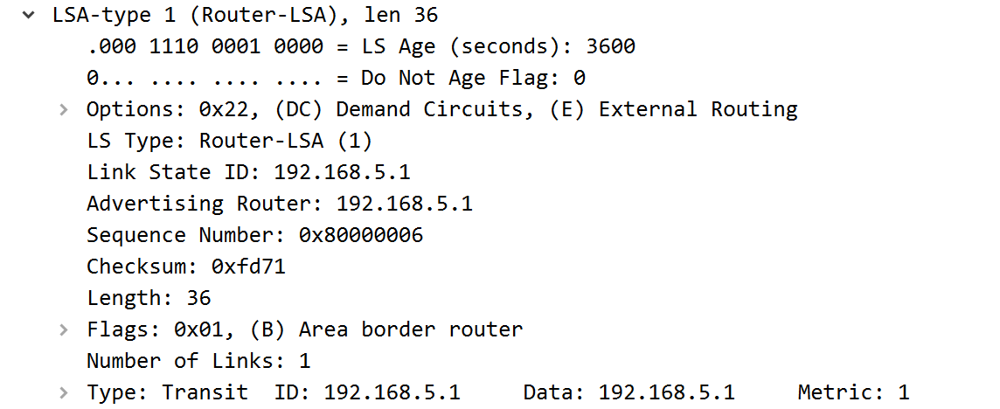 LSA-type 1 (Router-LSA), len 36
.000 1110 0001 0000 = LS Age (seconds): 3600
0... .... .... .... = Do Not Age Flag: 0
Options: 0x22, (DC) Demand Circuits, (E) External Routing
LS Type: Router-LSA (1)
Link State ID: 192.168.5.1
Advertising Router: 192.168.5.1
Sequence Number: 0x80000006
Checksum: 0xfd71
Length: 36
Flags: 0x01, (B) Area border router
Number of Links: 1
Type: Transit  ID: 192.168.5.1     Data: 192.168.5.1     Metric: 1